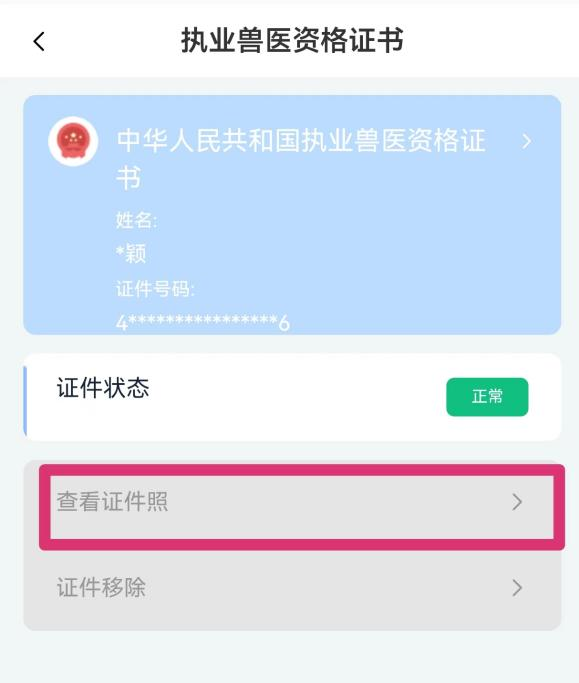 执业兽医资格证书
中华人民共和国执业兽医资格证
书
姓名:
*颖
证件号码:
4****************6
证件状态
正常
查看证件照
证件移除